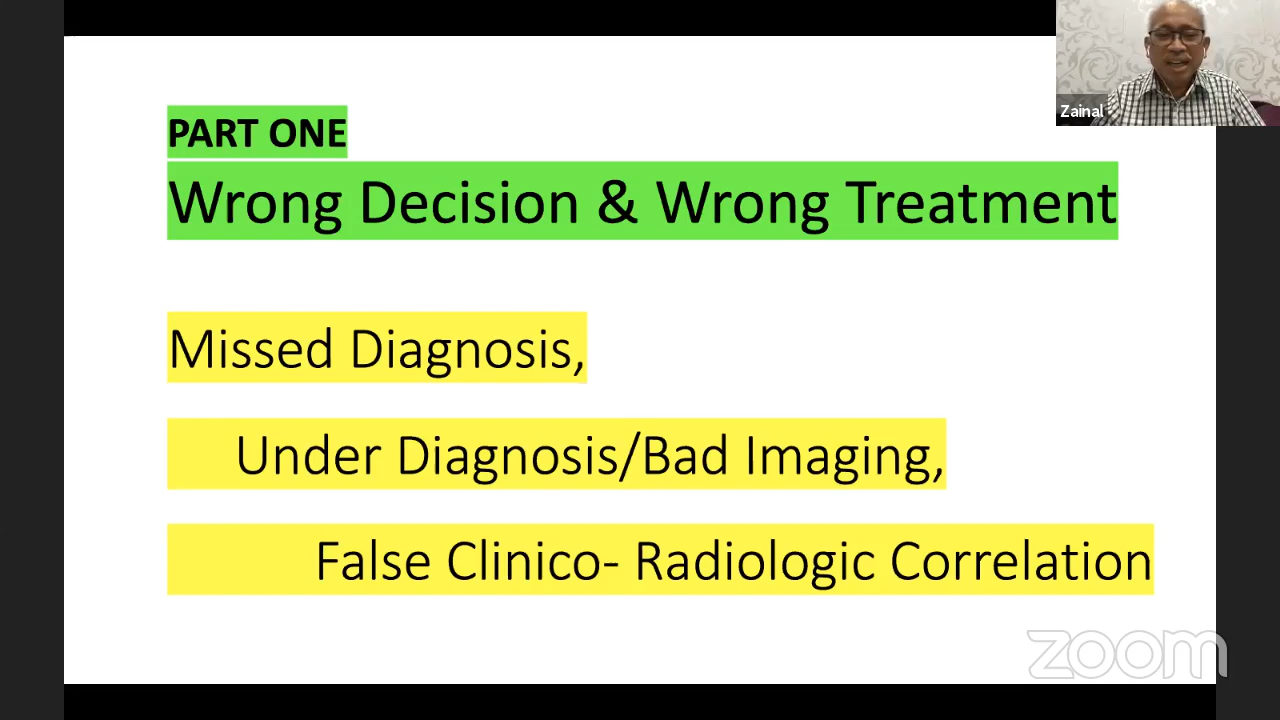 PART ONE
Wrong Decision & Wrong Treatment
Missed Diagnosis,
Under Diagnosis/Bad Imaging,
False Clinico- Radiologic Correlation
Zainal
zoom